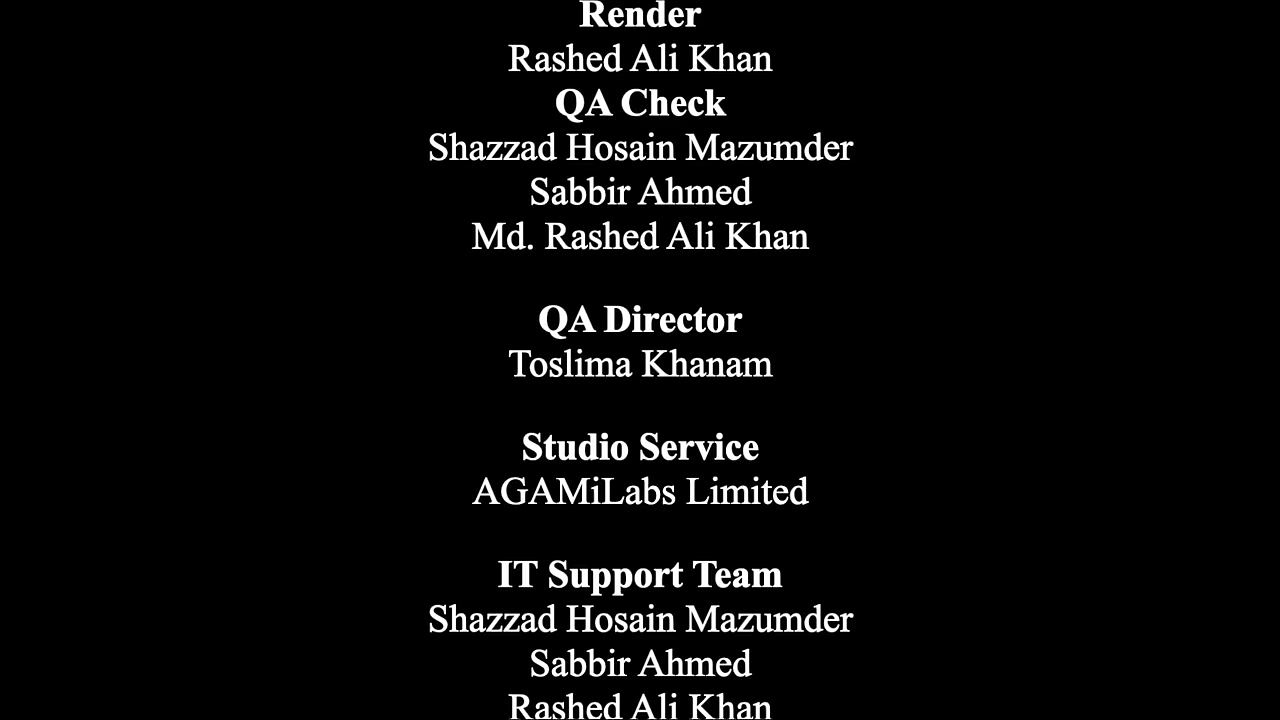 Render
Rashed Ali Khan
QA Check
Shazzad Hosain Mazumder
Sabbir Ahmed
Md. Rashed Ali Khan
QA Director
Toslima Khanam
Studio Service
AGAMiLabs Limited
IT Support Team
Shazzad Hosain Mazumder
Sabbir Ahmed
Rashed Ali Khan